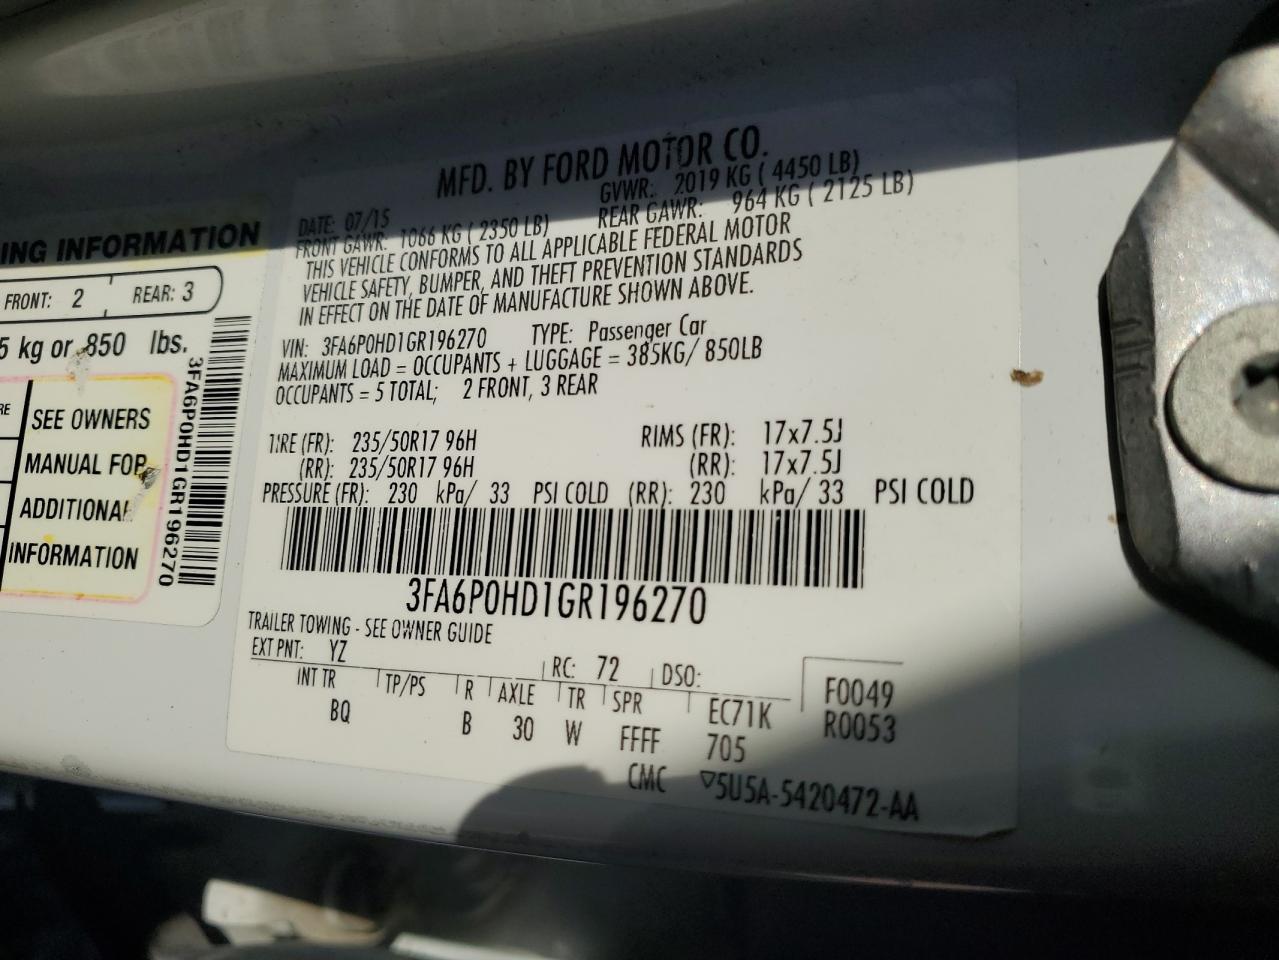 ING INFORMATION
FRONT: 2 REAR: 3
5 kg or 850 lbs.
RE
SEE OWNERS
MANUAL FOR
ADDITIONAL
INFORMATION
3FA6P0HD1GR196270
MFD. BY FORD MOTOR CO.
DATE: 07/15 GVWR: 2019 KG ( 4450 LB)
FRONT GAWR: 1066 KG ( 2350 LB) REAR GAWR: 964 KG ( 2125 LB)
THIS VEHICLE CONFORMS TO ALL APPLICABLE FEDERAL MOTOR
VEHICLE SAFETY, BUMPER, AND THEFT PREVENTION STANDARDS
IN EFFECT ON THE DATE OF MANUFACTURE SHOWN ABOVE.
VIN: 3FA6P0HD1GR196270 TYPE: Passenger Car
MAXIMUM LOAD = OCCUPANTS + LUGGAGE = 385KG/ 850LB
OCCUPANTS = 5 TOTAL; 2 FRONT, 3 REAR
TIRE (FR): 235/50R17 96H RIMS (FR): 17x7.5J
(RR): 235/50R17 96H (RR): 17x7.5J
PRESSURE (FR): 230 kPa/ 33 PSI COLD (RR): 230 kPa/ 33 PSI COLD
3FA6P0HD1GR196270
TRAILER TOWING - SEE OWNER GUIDE
EXT PNT: YZ RC: 72 DSO:
INT TR TP/PS R AXLE TR SPR EC71K F0049
BQ B 30 W FFFF 705 R0053
CMC ▽5U5A-5420472-AA